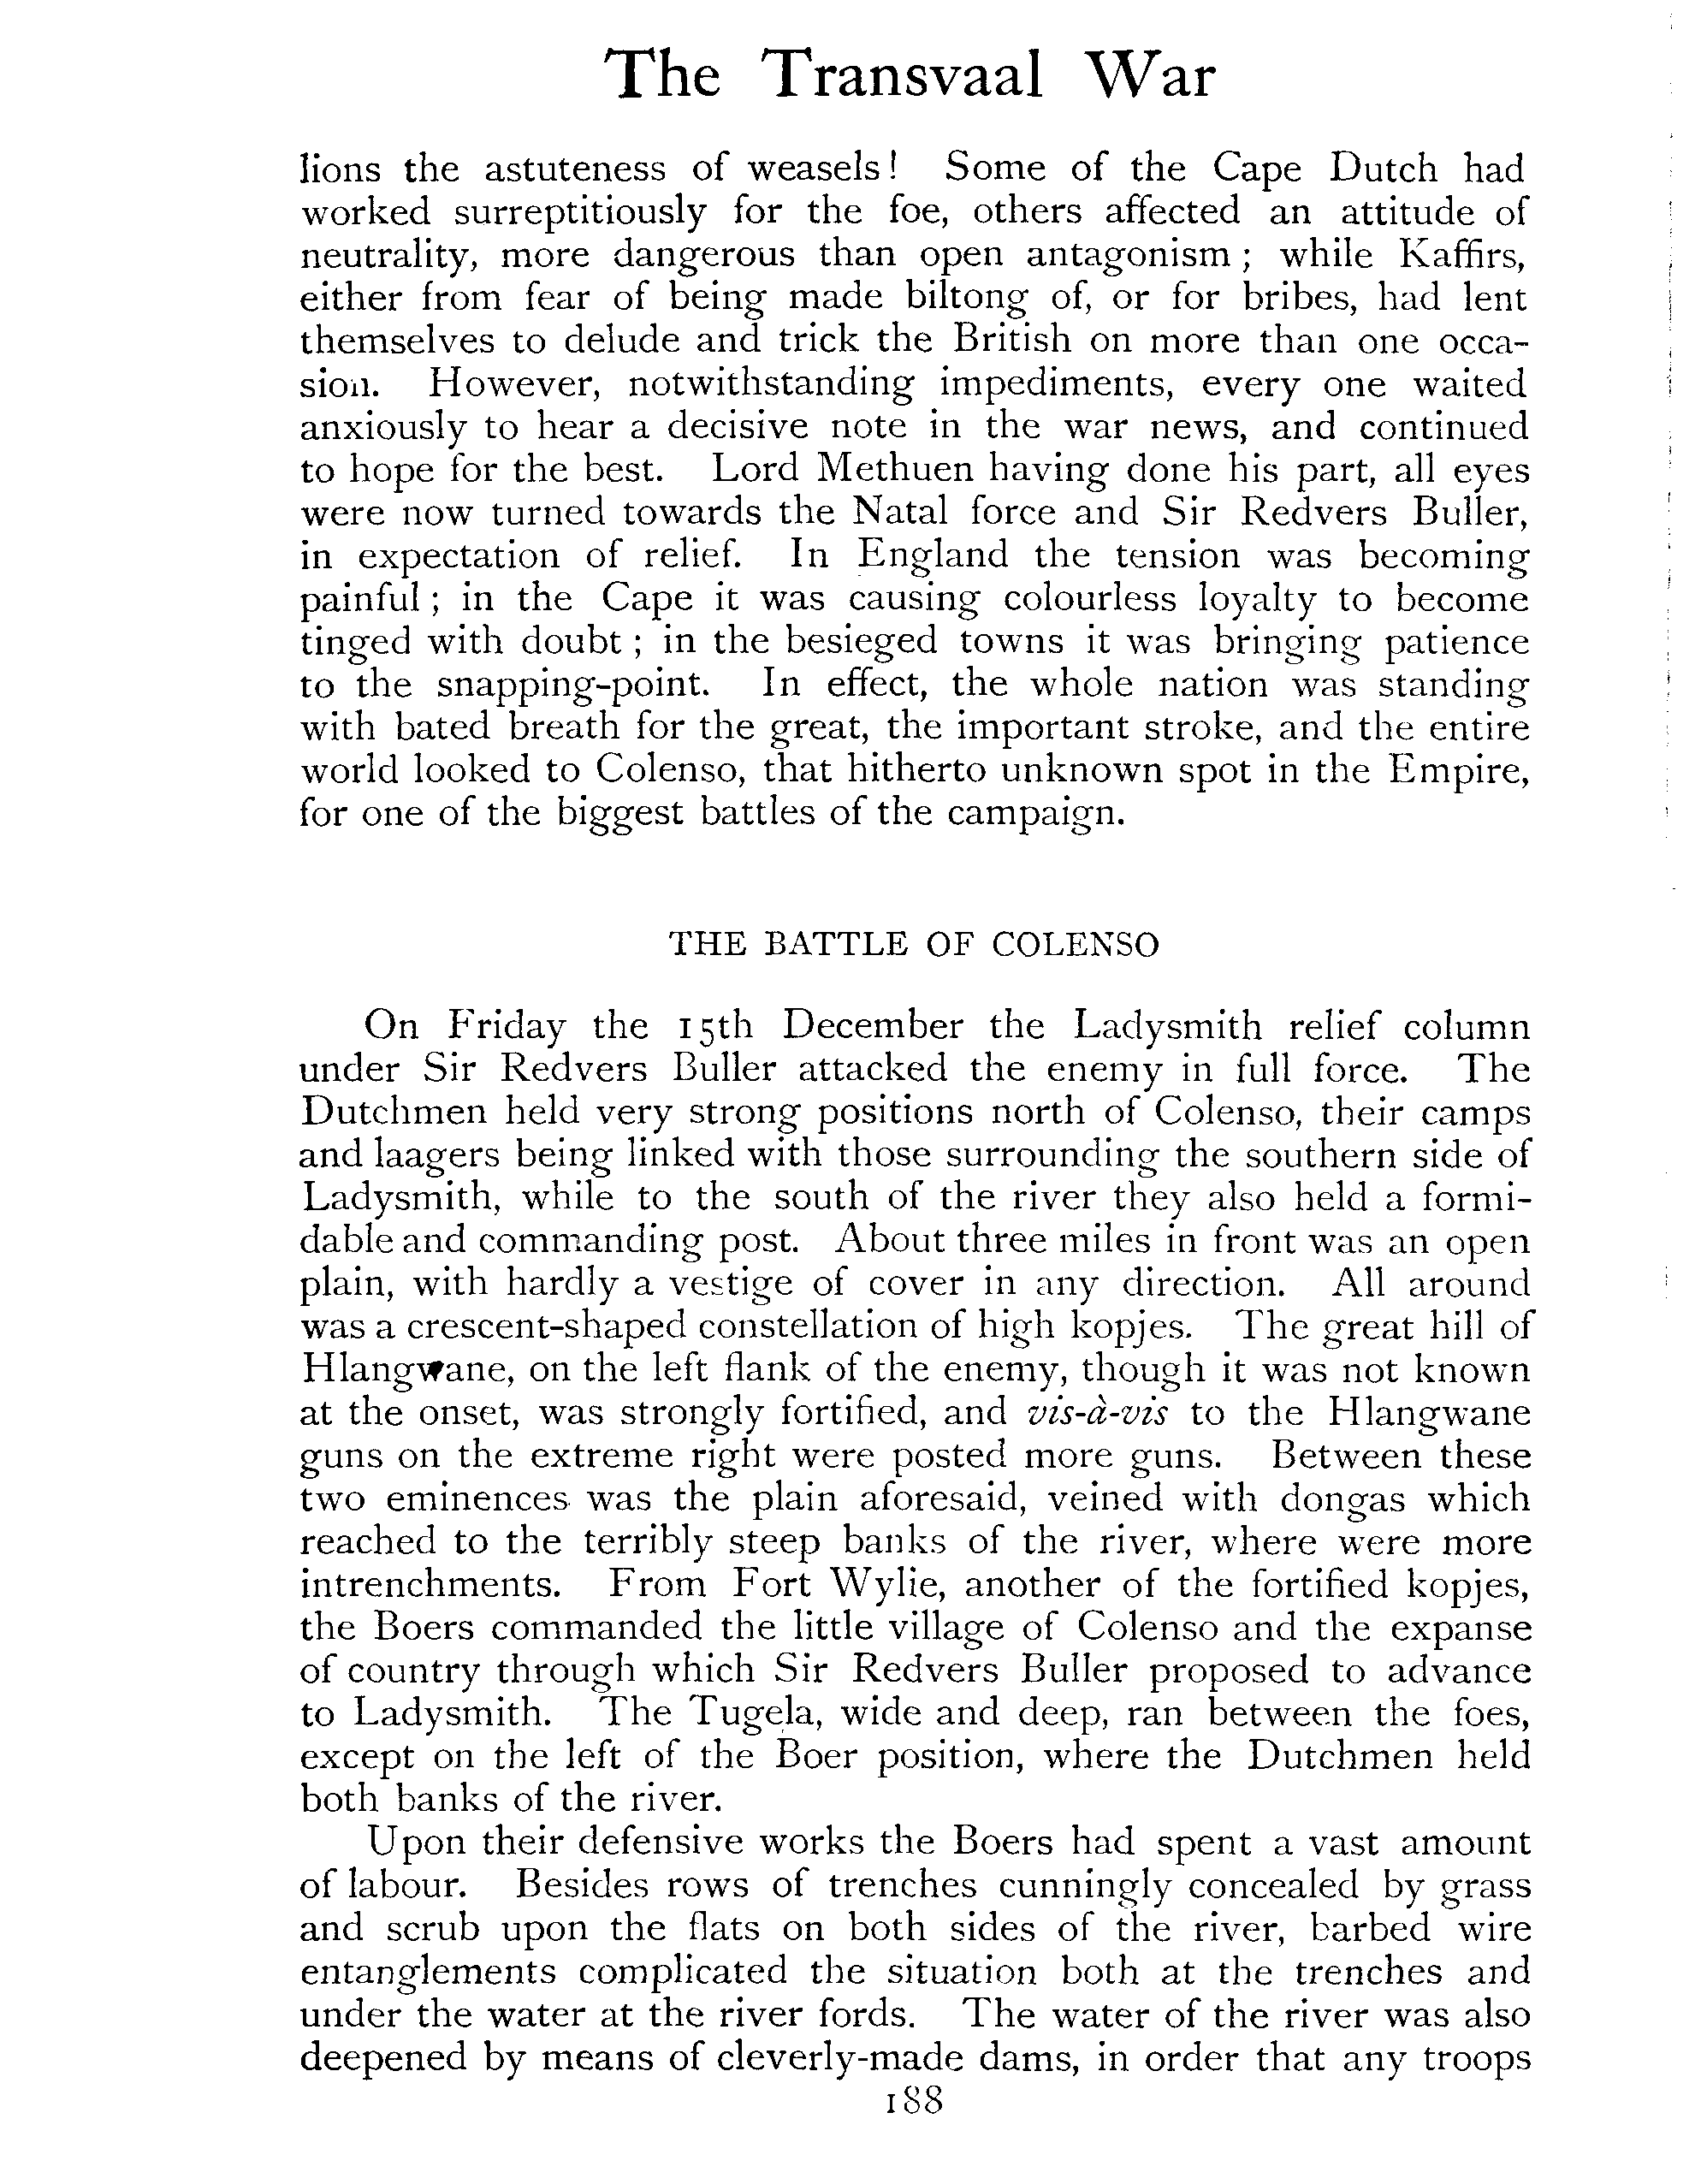 The Transvaal War
lions the astuteness of weasels! Some of the Cape Dutch had
worked surreptitiously for the foe, others affected an attitude of
neutrality, more dangerous than open antagonism; while Kaffirs,
either from fear of being made biltong of, or for bribes, had lent
themselves to delude and trick the British on more than one occa-
sion. However, notwithstanding impediments, every one waited
anxiously to hear a decisive note in the war news, and continued
to hope for the best. Lord Methuen having done his part, all eyes
were now turned towards the Natal force and Sir Redvers Buller,
in expectation of relief. In England the tension was becoming
painful; in the Cape it was causing colourless loyalty to become
tinged with doubt; in the besieged towns it was bringing patience
to the snapping-point. In effect, the whole nation was standing
with bated breath for the great, the important stroke, and the entire
world looked to Colenso, that hitherto unknown spot in the Empire,
for one of the biggest battles of the campaign.
THE BATTLE OF COLENSO
On Friday the 15th December the Ladysmith relief column
under Sir Redvers Buller attacked the enemy in full force. The
Dutchmen held very strong positions north of Colenso, their camps
and laagers being linked with those surrounding the southern side of
Ladysmith, while to the south of the river they also held a formi-
dable and commanding post. About three miles in front was an open
plain, with hardly a vestige of cover in any direction. All around
was a crescent-shaped constellation of high kopjes. The great hill of
Hlangwane, on the left flank of the enemy, though it was not known
at the onset, was strongly fortified, and vis-à-vis to the Hlangwane
guns on the extreme right were posted more guns. Between these
two eminences was the plain aforesaid, veined with dongas which
reached to the terribly steep banks of the river, where were more
intrenchments. From Fort Wylie, another of the fortified kopjes,
the Boers commanded the little village of Colenso and the expanse
of country through which Sir Redvers Buller proposed to advance
to Ladysmith. The Tugela, wide and deep, ran between the foes,
except on the left of the Boer position, where the Dutchmen held
both banks of the river.
Upon their defensive works the Boers had spent a vast amount
of labour. Besides rows of trenches cunningly concealed by grass
and scrub upon the flats on both sides of the river, barbed wire
entanglements complicated the situation both at the trenches and
under the water at the river fords. The water of the river was also
deepened by means of cleverly-made dams, in order that any troops
188